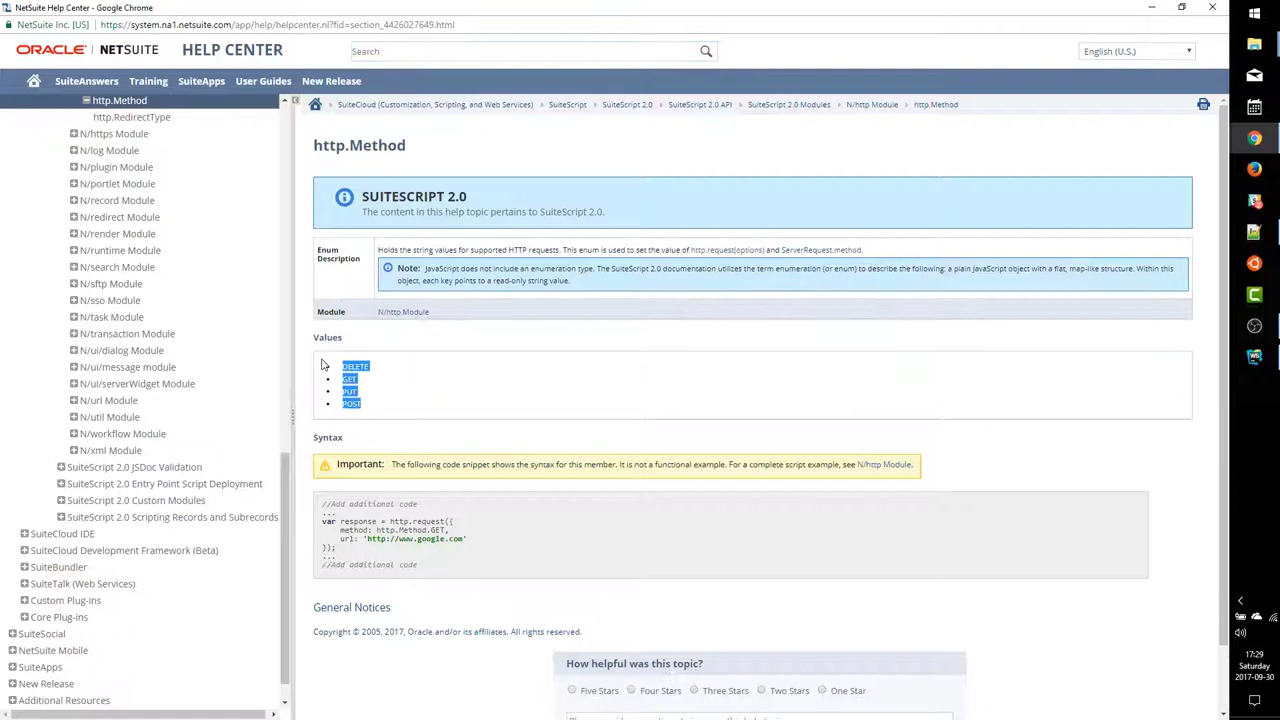 NetSuite Help Center - Google Chrome
NetSuite Inc. [US] https://system.na1.netsuite.com/app/help/helpcenter.nl?fid=section_4426027649.html
ORACLE NETSUITE HELP CENTER
Search
English (U.S.)
SuiteAnswers Training SuiteApps User Guides New Release
http.Method
http.RedirectType
N/https Module
N/log Module
N/plugin Module
N/portlet Module
N/record Module
N/redirect Module
N/render Module
N/runtime Module
N/search Module
N/sftp Module
N/sso Module
N/task Module
N/transaction Module
N/ui/dialog Module
N/ui/message module
N/ui/serverWidget Module
N/url Module
N/util Module
N/workflow Module
N/xml Module
SuiteScript 2.0 JSDoc Validation
SuiteScript 2.0 Entry Point Script Deployment
SuiteScript 2.0 Custom Modules
SuiteScript 2.0 Scripting Records and Subrecords
SuiteCloud IDE
SuiteCloud Development Framework (Beta)
SuiteBundler
SuiteTalk (Web Services)
Custom Plug-ins
Core Plug-ins
SuiteSocial
NetSuite Mobile
SuiteApps
New Release
Additional Resources
SuiteCloud (Customization, Scripting, and Web Services) SuiteScript SuiteScript 2.0 SuiteScript 2.0 API SuiteScript 2.0 Modules N/http Module http.Method
http.Method
SUITESCRIPT 2.0
The content in this help topic pertains to SuiteScript 2.0.
Enum Description
Holds the string values for supported HTTP requests. This enum is used to set the value of http.request(options) and ServerRequest.method.
Note: JavaScript does not include an enumeration type. The SuiteScript 2.0 documentation utilizes the term enumeration (or enum) to describe the following: a plain JavaScript object with a flat, map-like structure. Within this
object, each key points to a read-only string value.
Module N/http Module
Values
DELETE
GET
PUT
POST
Syntax
Important: The following code snippet shows the syntax for this member. It is not a functional example. For a complete script example, see N/http Module.
//Add additional code
...
var response = http.request({
method: http.Method.GET,
url: 'http://www.google.com'
});
...
//Add additional code
General Notices
Copyright © 2005, 2017, Oracle and/or its affiliates. All rights reserved.
How helpful was this topic?
Five Stars Four Stars Three Stars Two Stars One Star
17:29
Saturday
2017-09-30